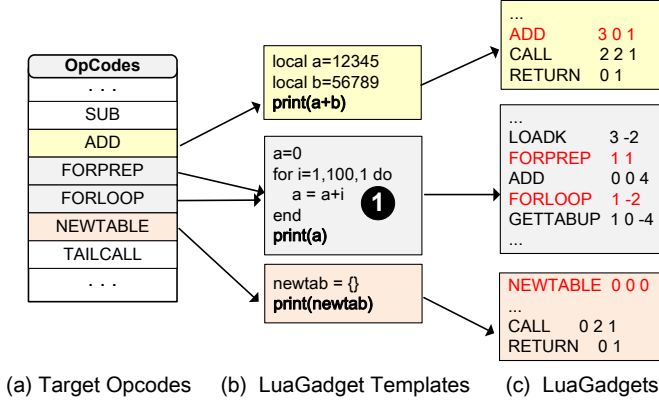 OpCodes
. . .
SUB
ADD
FORPREP
FORLOOP
NEWTABLE
TAILCALL
. . .
local a=12345
local b=56789
print(a+b)
a=0
for i=1,100,1 do
a = a+i
end
print(a)
1
newtab = {}
print(newtab)
...
ADD 3 0 1
CALL 2 2 1
RETURN 0 1
...
LOADK 3 -2
FORPREP 1 1
ADD 0 0 4
FORLOOP 1 -2
GETTABUP 1 0 -4
...
NEWTABLE 0 0 0
...
CALL 0 2 1
RETURN 0 1
(a) Target Opcodes (b) LuaGadget Templates (c) LuaGadgets